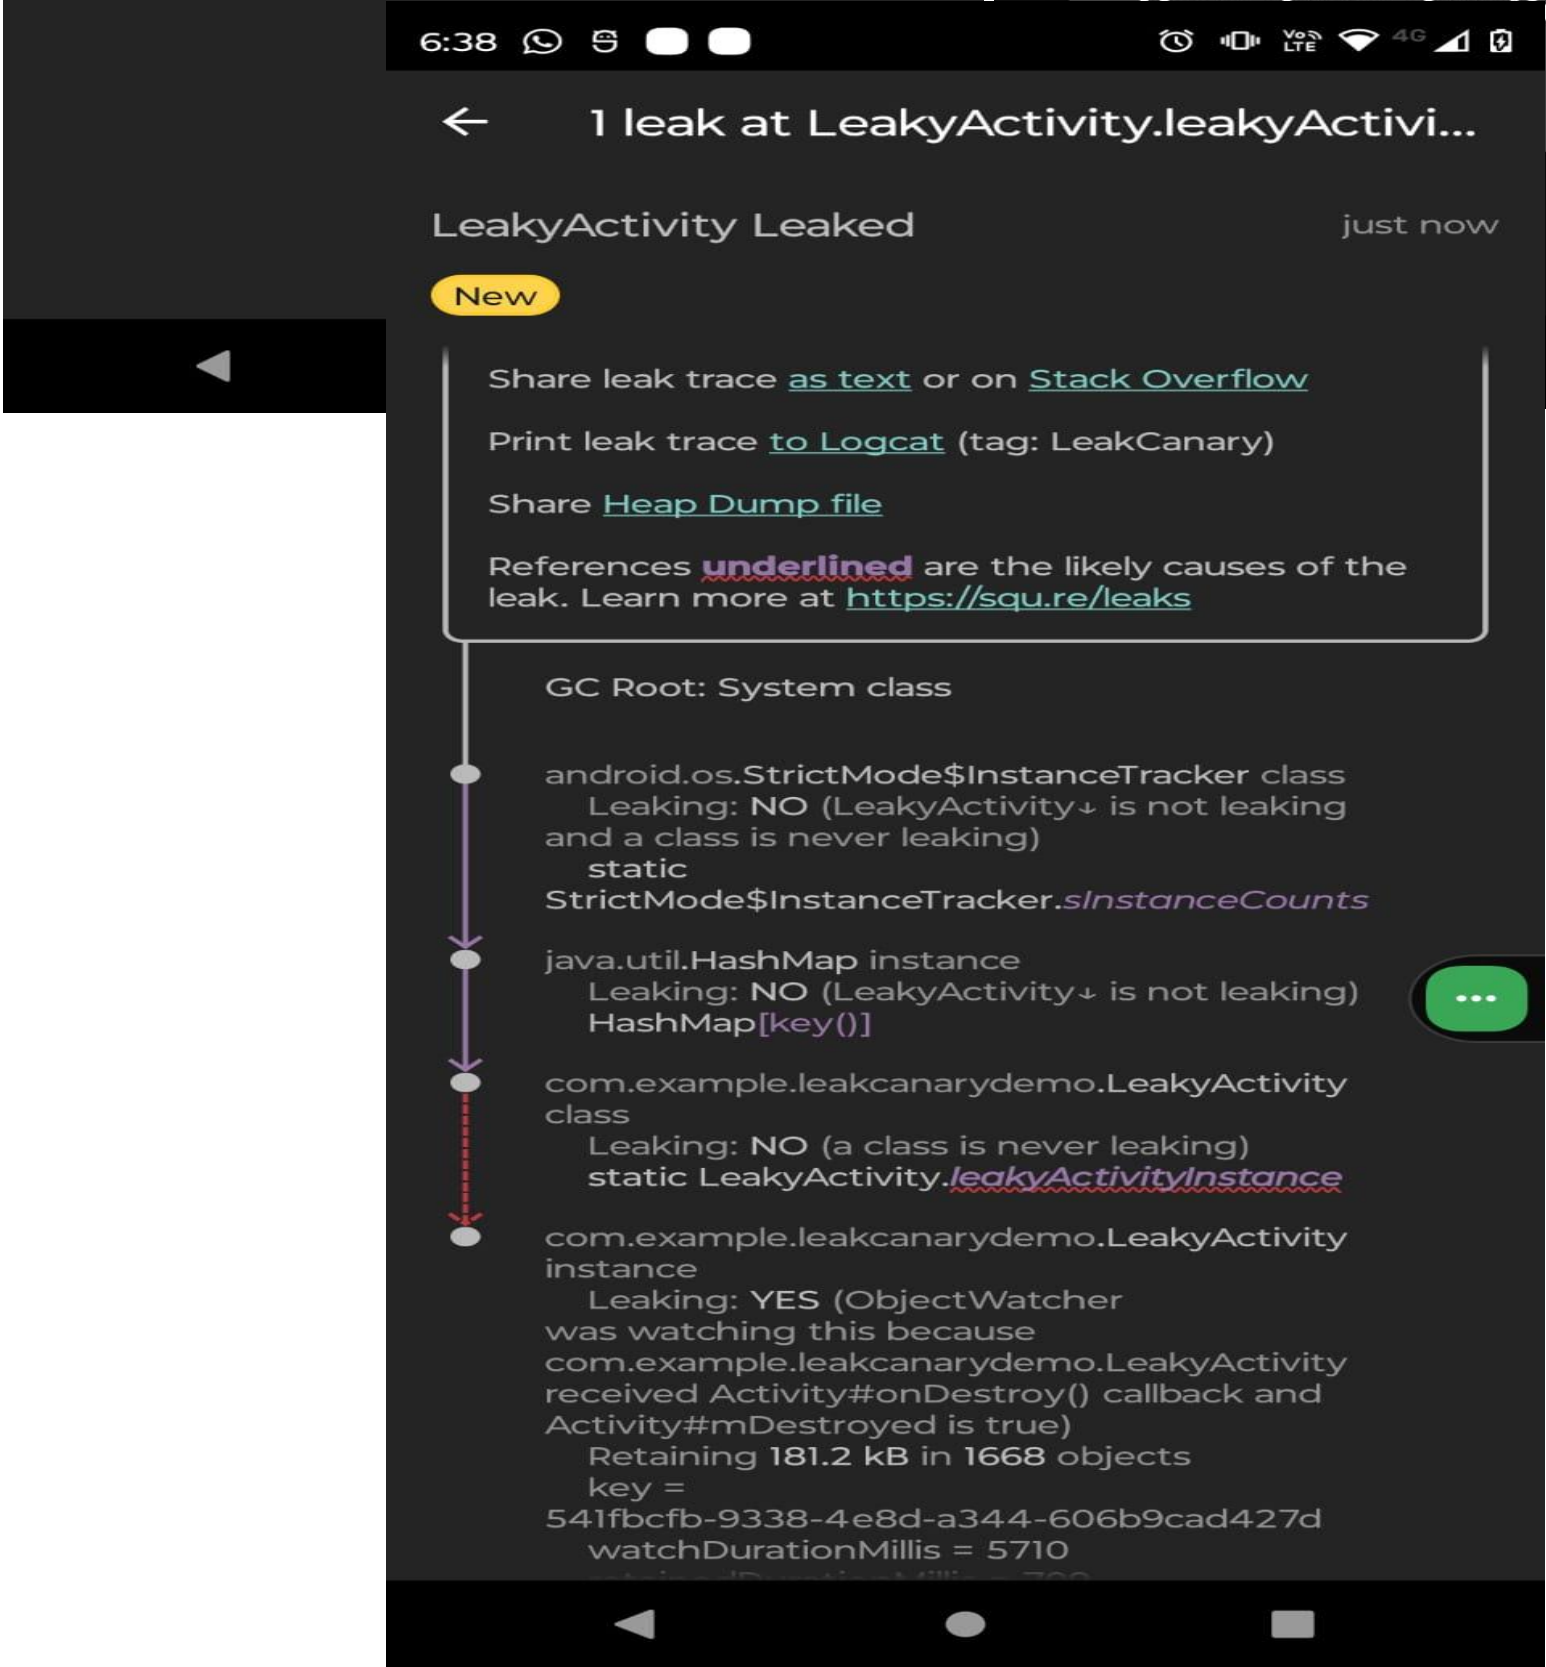 6:38 Vo LTE 4G
1 leak at LeakyActivity.leakyActivi...
LeakyActivity Leaked just now
New
Share leak trace as text or on Stack Overflow
Print leak trace to Logcat (tag: LeakCanary)
Share Heap Dump file
References underlined are the likely causes of the
leak. Learn more at https://squ.re/leaks
GC Root: System class
android.os.StrictMode$InstanceTracker class
Leaking: NO (LeakyActivity↓ is not leaking
and a class is never leaking)
static
StrictMode$InstanceTracker.sInstanceCounts
java.util.HashMap instance
Leaking: NO (LeakyActivity↓ is not leaking)
HashMap[key()]
com.example.leakcanarydemo.LeakyActivity
class
Leaking: NO (a class is never leaking)
static LeakyActivity.leakyActivityInstance
com.example.leakcanarydemo.LeakyActivity
instance
Leaking: YES (ObjectWatcher
was watching this because
com.example.leakcanarydemo.LeakyActivity
received Activity#onDestroy() callback and
Activity#mDestroyed is true)
Retaining 181.2 kB in 1668 objects
key =
541fbcfb-9338-4e8d-a344-606b9cad427d
watchDurationMillis = 5710